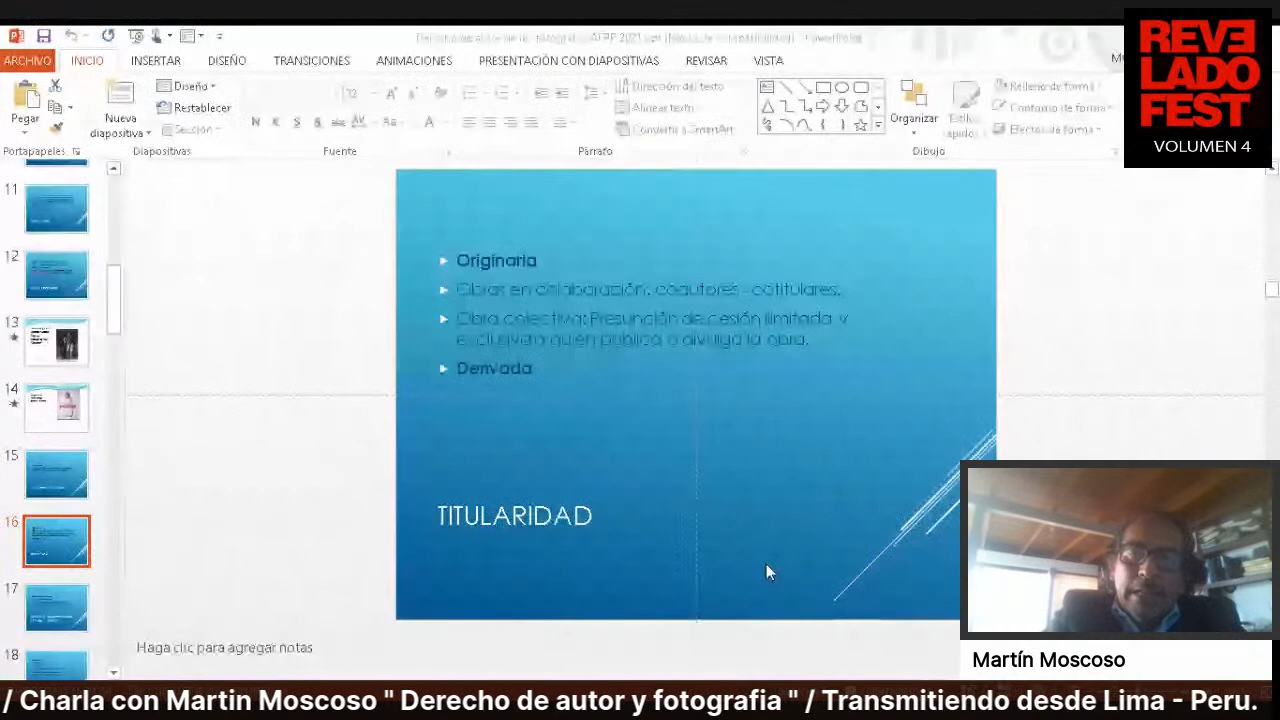 REVE
LADO
FEST
VOLUMEN 4
ARCHIVO INICIO INSERTAR DISEÑO TRANSICIONES ANIMACIONES PRESENTACIÓN CON DIAPOSITIVAS REVISAR VISTA
Pegar
Nueva
diapositiva
Diseño
Restablecer
Sección
Dirección del texto
Alinear texto
Convertir a SmartArt
Organizar
Estilos
rápidos
Relleno de forma
Contorno de forma
Efectos de forma
Portapapeles Diapositivas Fuente Párrafo Dibujo
11
12
13
14
15
16
17
18
Originaria
Obras en colaboración: coautores cotitulares.
Obra colectiva: Presunción de cesión ilimitada y
exclusiva a quien publica o divulga la obra.
Derivada
TITULARIDAD
Haga clic para agregar notas
Martín Moscoso
/ Charla con Martin Moscoso " Derecho de autor y fotografia " / Transmitiendo desde Lima - Peru.